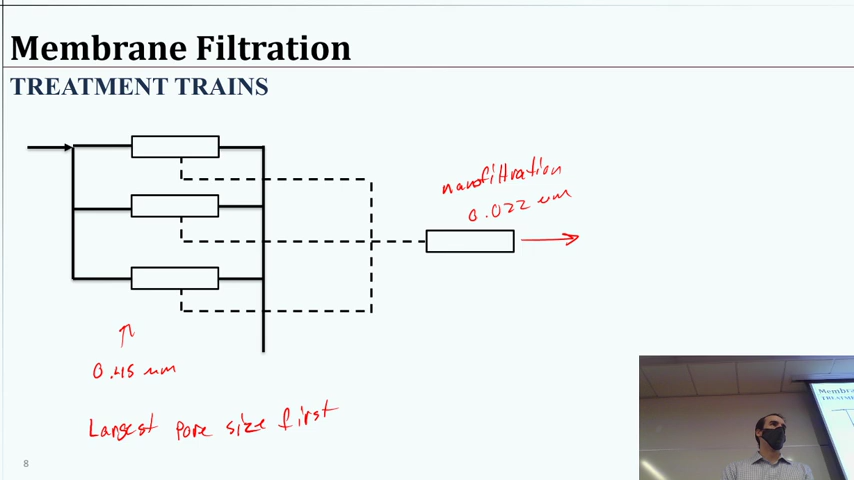 Membrane Filtration
TREATMENT TRAINS
nanofiltration
0.022 um
0.45 um
Largest pore size first
8